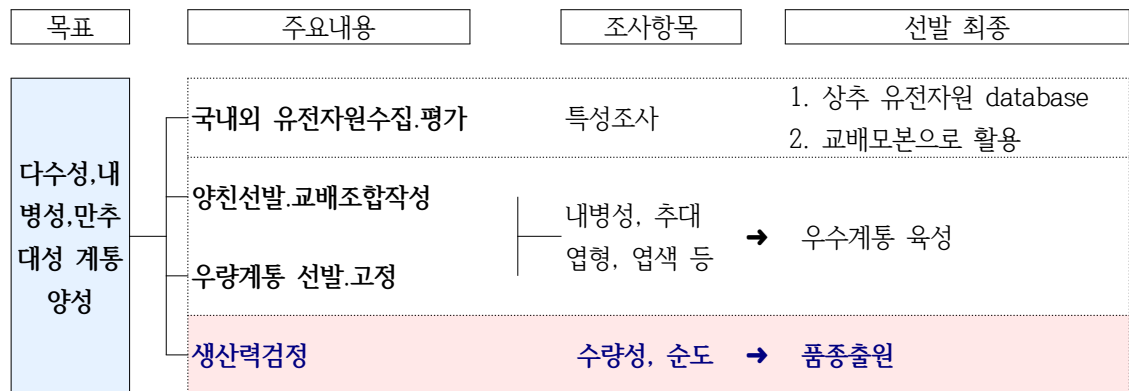 목표 주요내용 조사항목 선발 최종
다수성,내
병성,만추
대성 계통
양성
국내외 유전자원수집.평가 특성조사
1. 상추 유전자원 database
2. 교배모본으로 활용
양친선발.교배조합작성
우량계통 선발.고정
내병성, 추대
엽형, 엽색 등
➜ 우수계통 육성
생산력검정 수량성, 순도 ➜ 품종출원